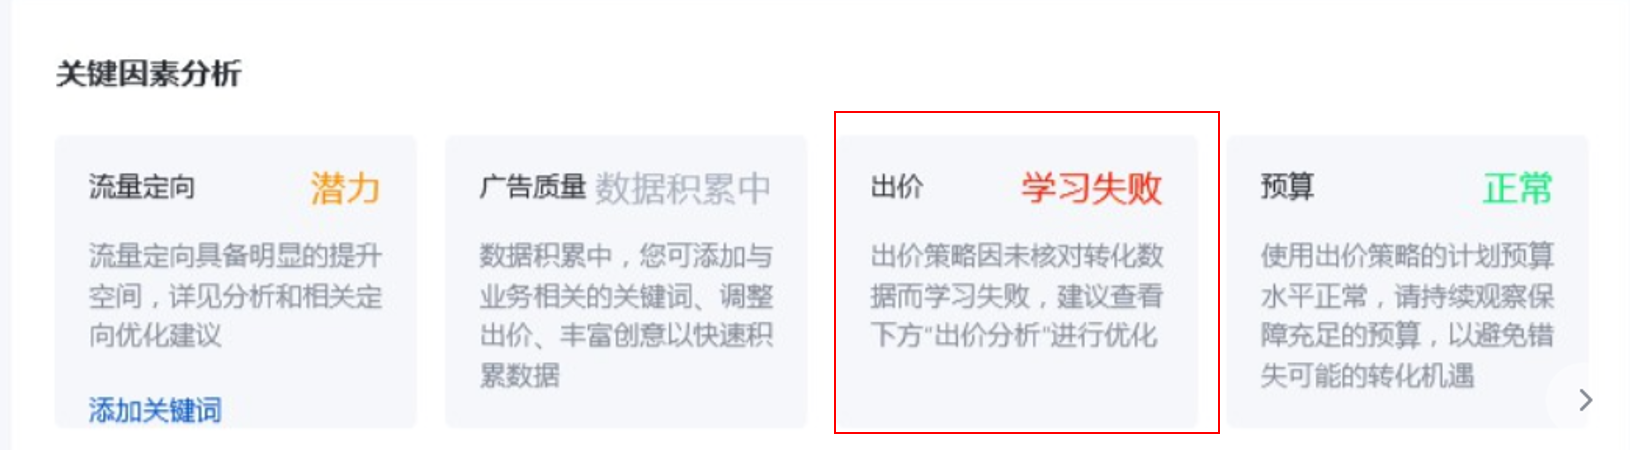 关键因素分析
流量定向 潜力
流量定向具备明显的提升
空间，详见分析和相关定
向优化建议
添加关键词
广告质量 数据积累中
数据积累中，您可添加与
业务相关的关键词、调整
出价、丰富创意以快速积
累数据
出价 学习失败
出价策略因未核对转化数
据而学习失败，建议查看
下方“出价分析”进行优化
预算 正常
使用出价策略的计划预算
水平正常，请持续观察保
障充足的预算，以避免错
失可能的转化机遇